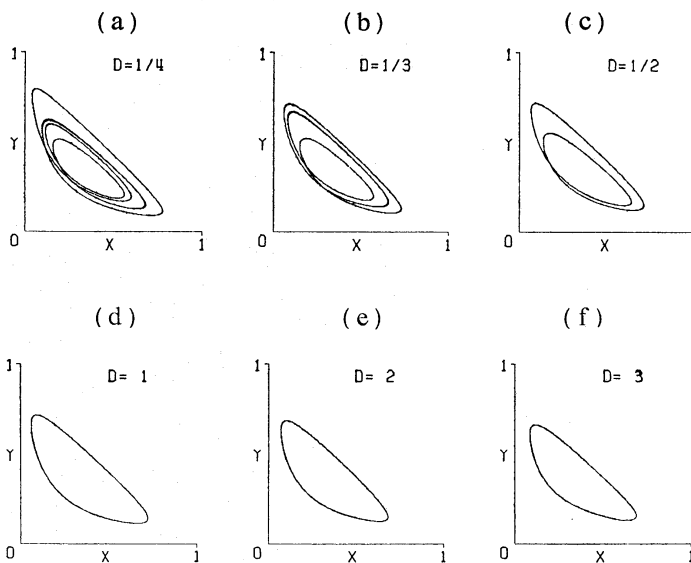 (a) (b) (c)
1 D=1/4 1 D=1/3 1 D=1/2
Y Y Y
0 X 1 0 X 1 0 X 1
(d) (e) (f)
1 D= 1 1 D= 2 1 D= 3
Y Y Y
0 X 1 0 X 1 0 X 1